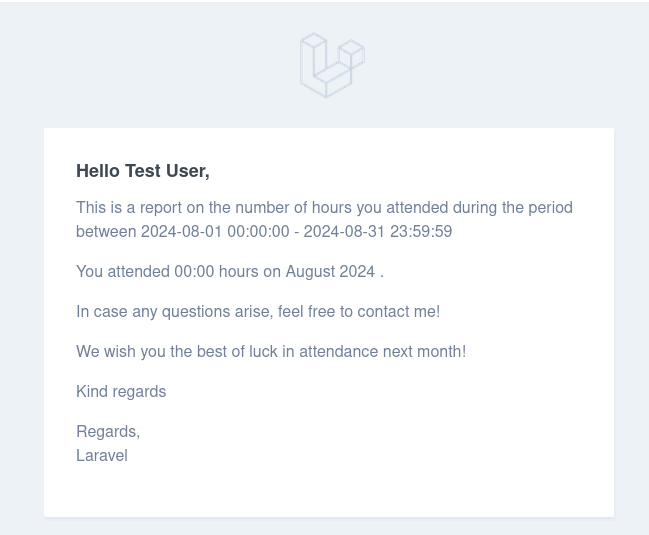 Hello Test User,
This is a report on the number of hours you attended during the period
between 2024-08-01 00:00:00 - 2024-08-31 23:59:59
You attended 00:00 hours on August 2024 .
In case any questions arise, feel free to contact me!
We wish you the best of luck in attendance next month!
Kind regards
Regards,
Laravel